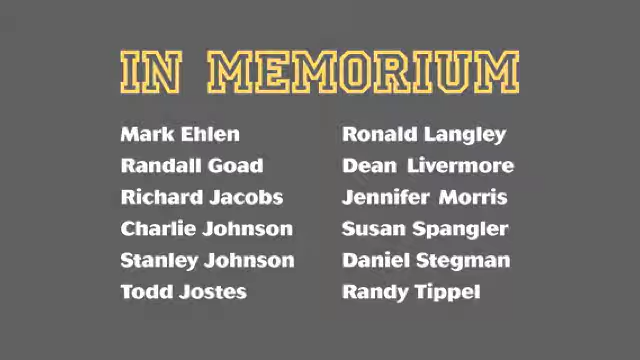 IN MEMORIUM
Mark Ehlen
Randall Goad
Richard Jacobs
Charlie Johnson
Stanley Johnson
Todd Jostes
Ronald Langley
Dean Livermore
Jennifer Morris
Susan Spangler
Daniel Stegman
Randy Tippel